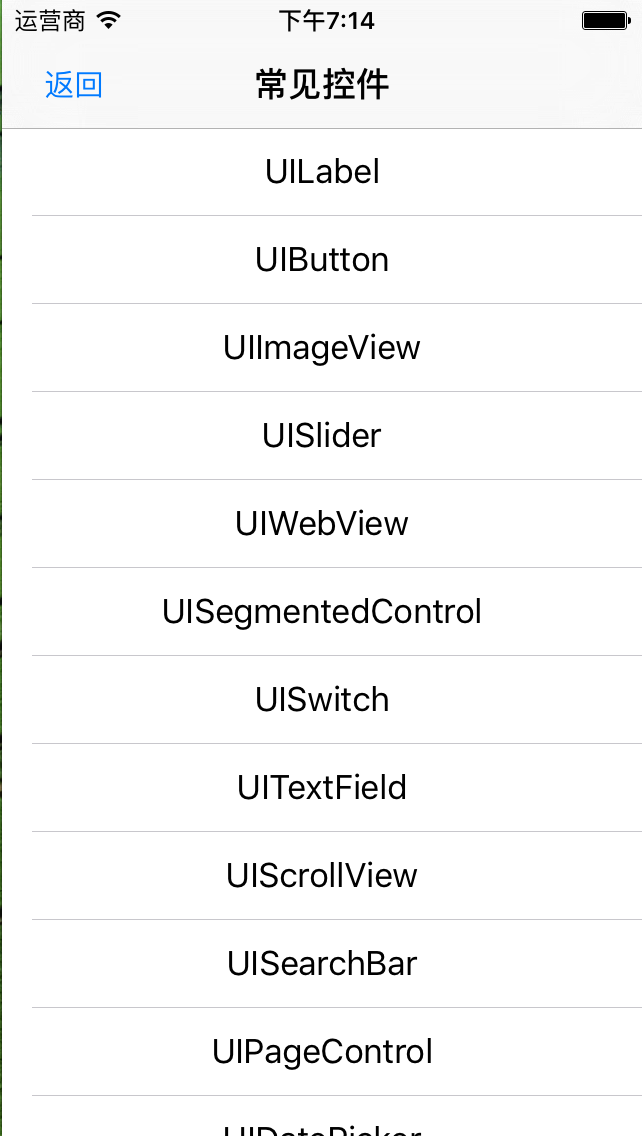 运营商 下午7:14
返回 常见控件
UILabel
UIButton
UIImageView
UISlider
UIWebView
UISegmentedControl
UISwitch
UITextField
UIScrollView
UISearchBar
UIPageControl
UIDatePicker